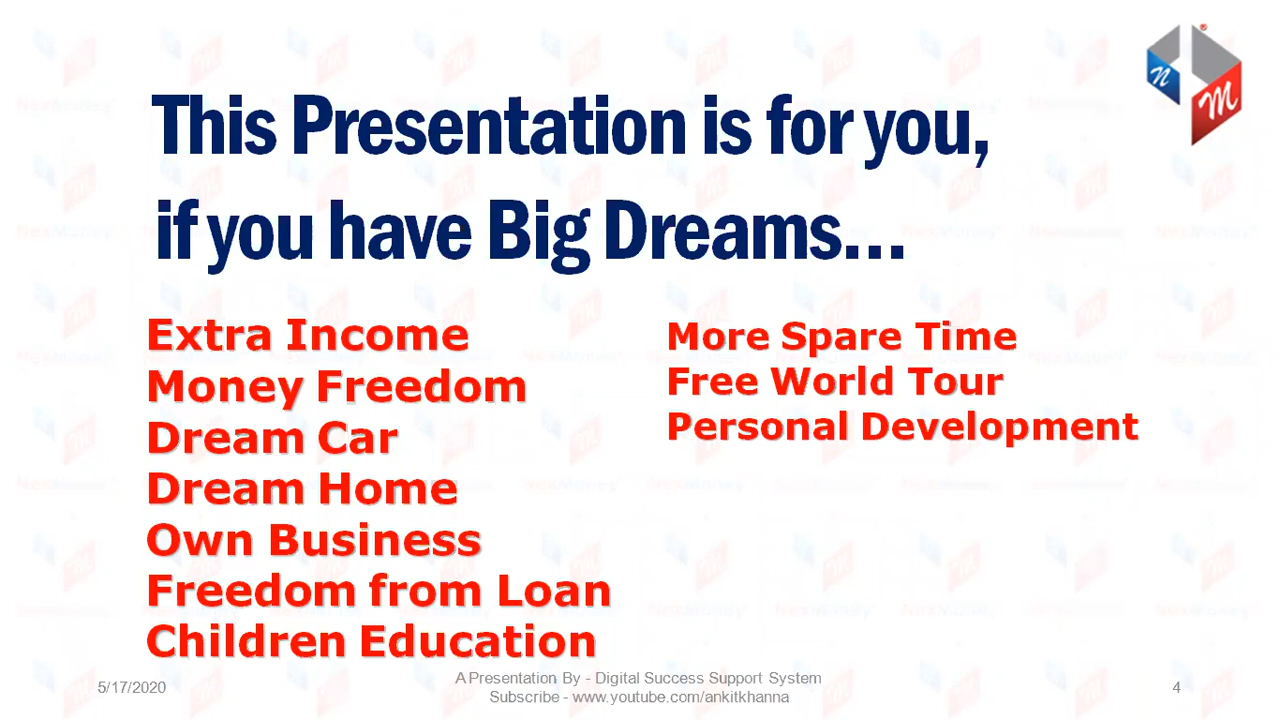 This Presentation is for you,
if you have Big Dreams...
Extra Income
Money Freedom
Dream Car
Dream Home
Own Business
Freedom from Loan
Children Education
More Spare Time
Free World Tour
Personal Development
n
M
5/17/2020
A Presentation By - Digital Success Support System
Subscribe - www.youtube.com/ankitkhanna
4